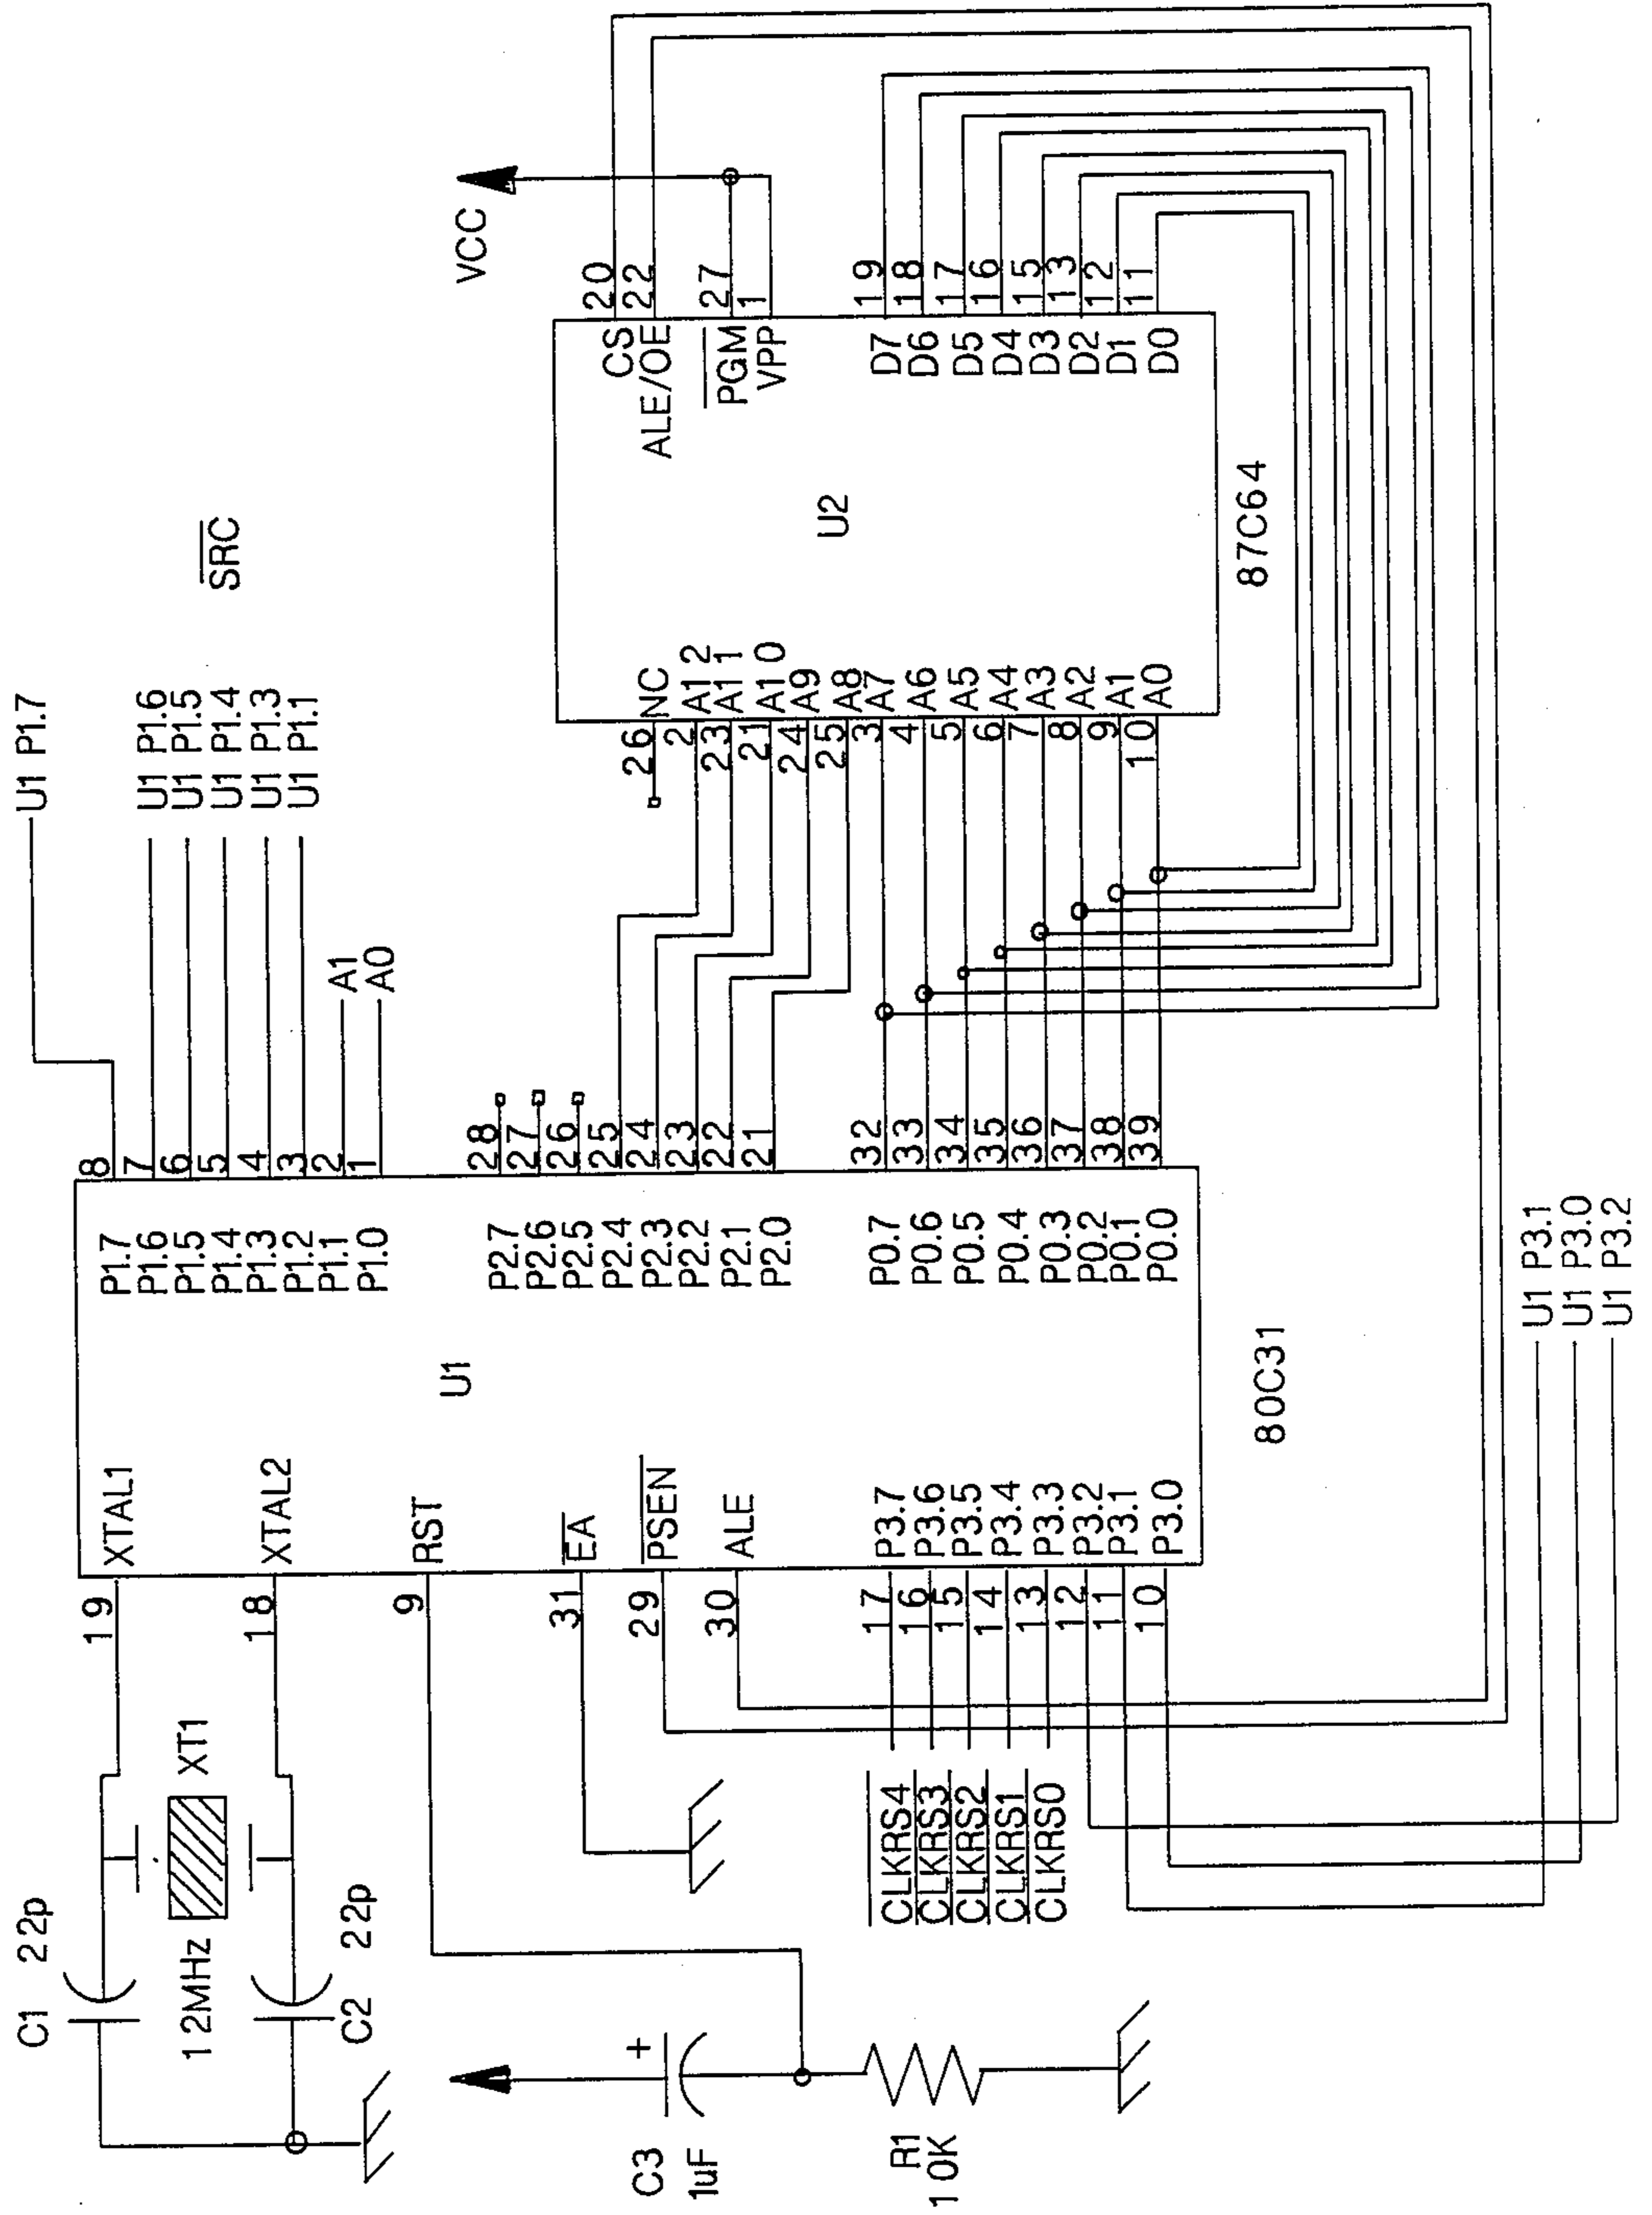 C1 22p
12MHz XT1
C2 22p
C3
1uF
+
R1
10K
VCC
19 XTAL1
18 XTAL2
9 RST
31 EA
29 PSEN
30 ALE
CLKRS4 17 P3.7
CLKRS3 16 P3.6
CLKRS2 15 P3.5
CLKRS1 14 P3.4
CLKRS0 13 P3.3
12 P3.2
11 P3.1
10 P3.0
U1
80C31
P1.7 8 U1 P1.7
P1.6 7 U1 P1.6
P1.5 6 U1 P1.5
P1.4 5 U1 P1.4
P1.3 4 U1 P1.3
P1.2 3 U1 P1.1
P1.1 2 A1
P1.0 1 A0
SRC
P2.7 28
P2.6 27
P2.5 26
P2.4 25
P2.3 24
P2.2 23
P2.1 22
P2.0 21
P0.7 32
P0.6 33
P0.5 34
P0.4 35
P0.3 36
P0.2 37
P0.1 38
P0.0 39
U1 P3.1
U1 P3.0
U1 P3.2
26 NC
2 A12
23 A11
21 A10
24 A9
25 A8
3 A7
4 A6
5 A5
6 A4
7 A3
8 A2
9 A1
10 A0
U2
87C64
CS 20
ALE/OE 22
PGM 27
VPP 1
D7 19
D6 18
D5 17
D4 16
D3 15
D2 13
D1 12
D0 11